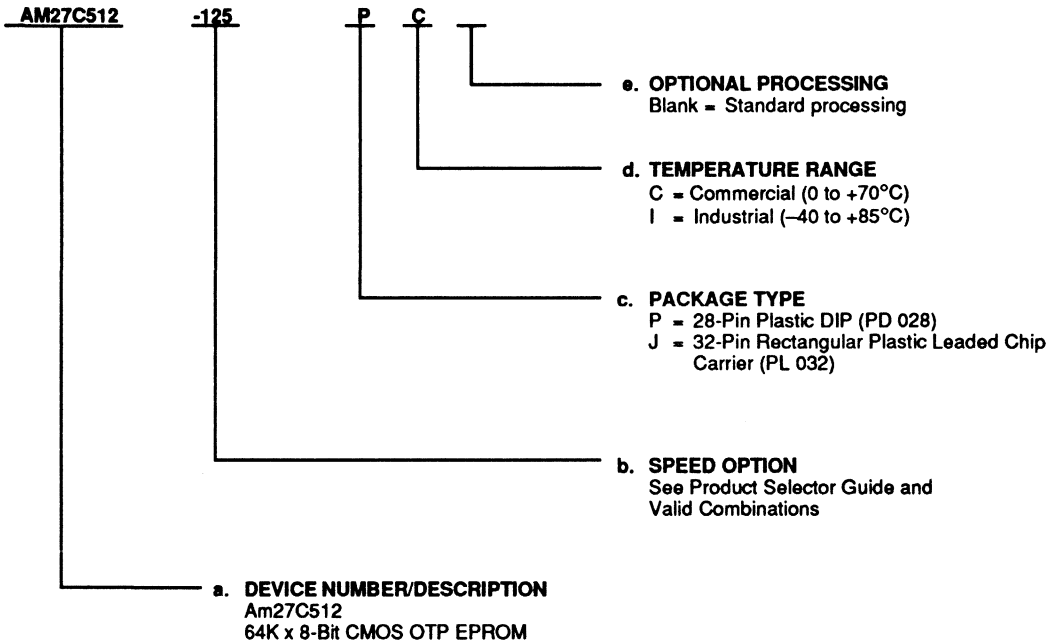 AM27C512 -125 P C
e. OPTIONAL PROCESSING
Blank = Standard processing
d. TEMPERATURE RANGE
C = Commercial (0 to +70°C)
I = Industrial (–40 to +85°C)
c. PACKAGE TYPE
P = 28-Pin Plastic DIP (PD 028)
J = 32-Pin Rectangular Plastic Leaded Chip
Carrier (PL 032)
b. SPEED OPTION
See Product Selector Guide and
Valid Combinations
a. DEVICE NUMBER/DESCRIPTION
Am27C512
64K x 8-Bit CMOS OTP EPROM